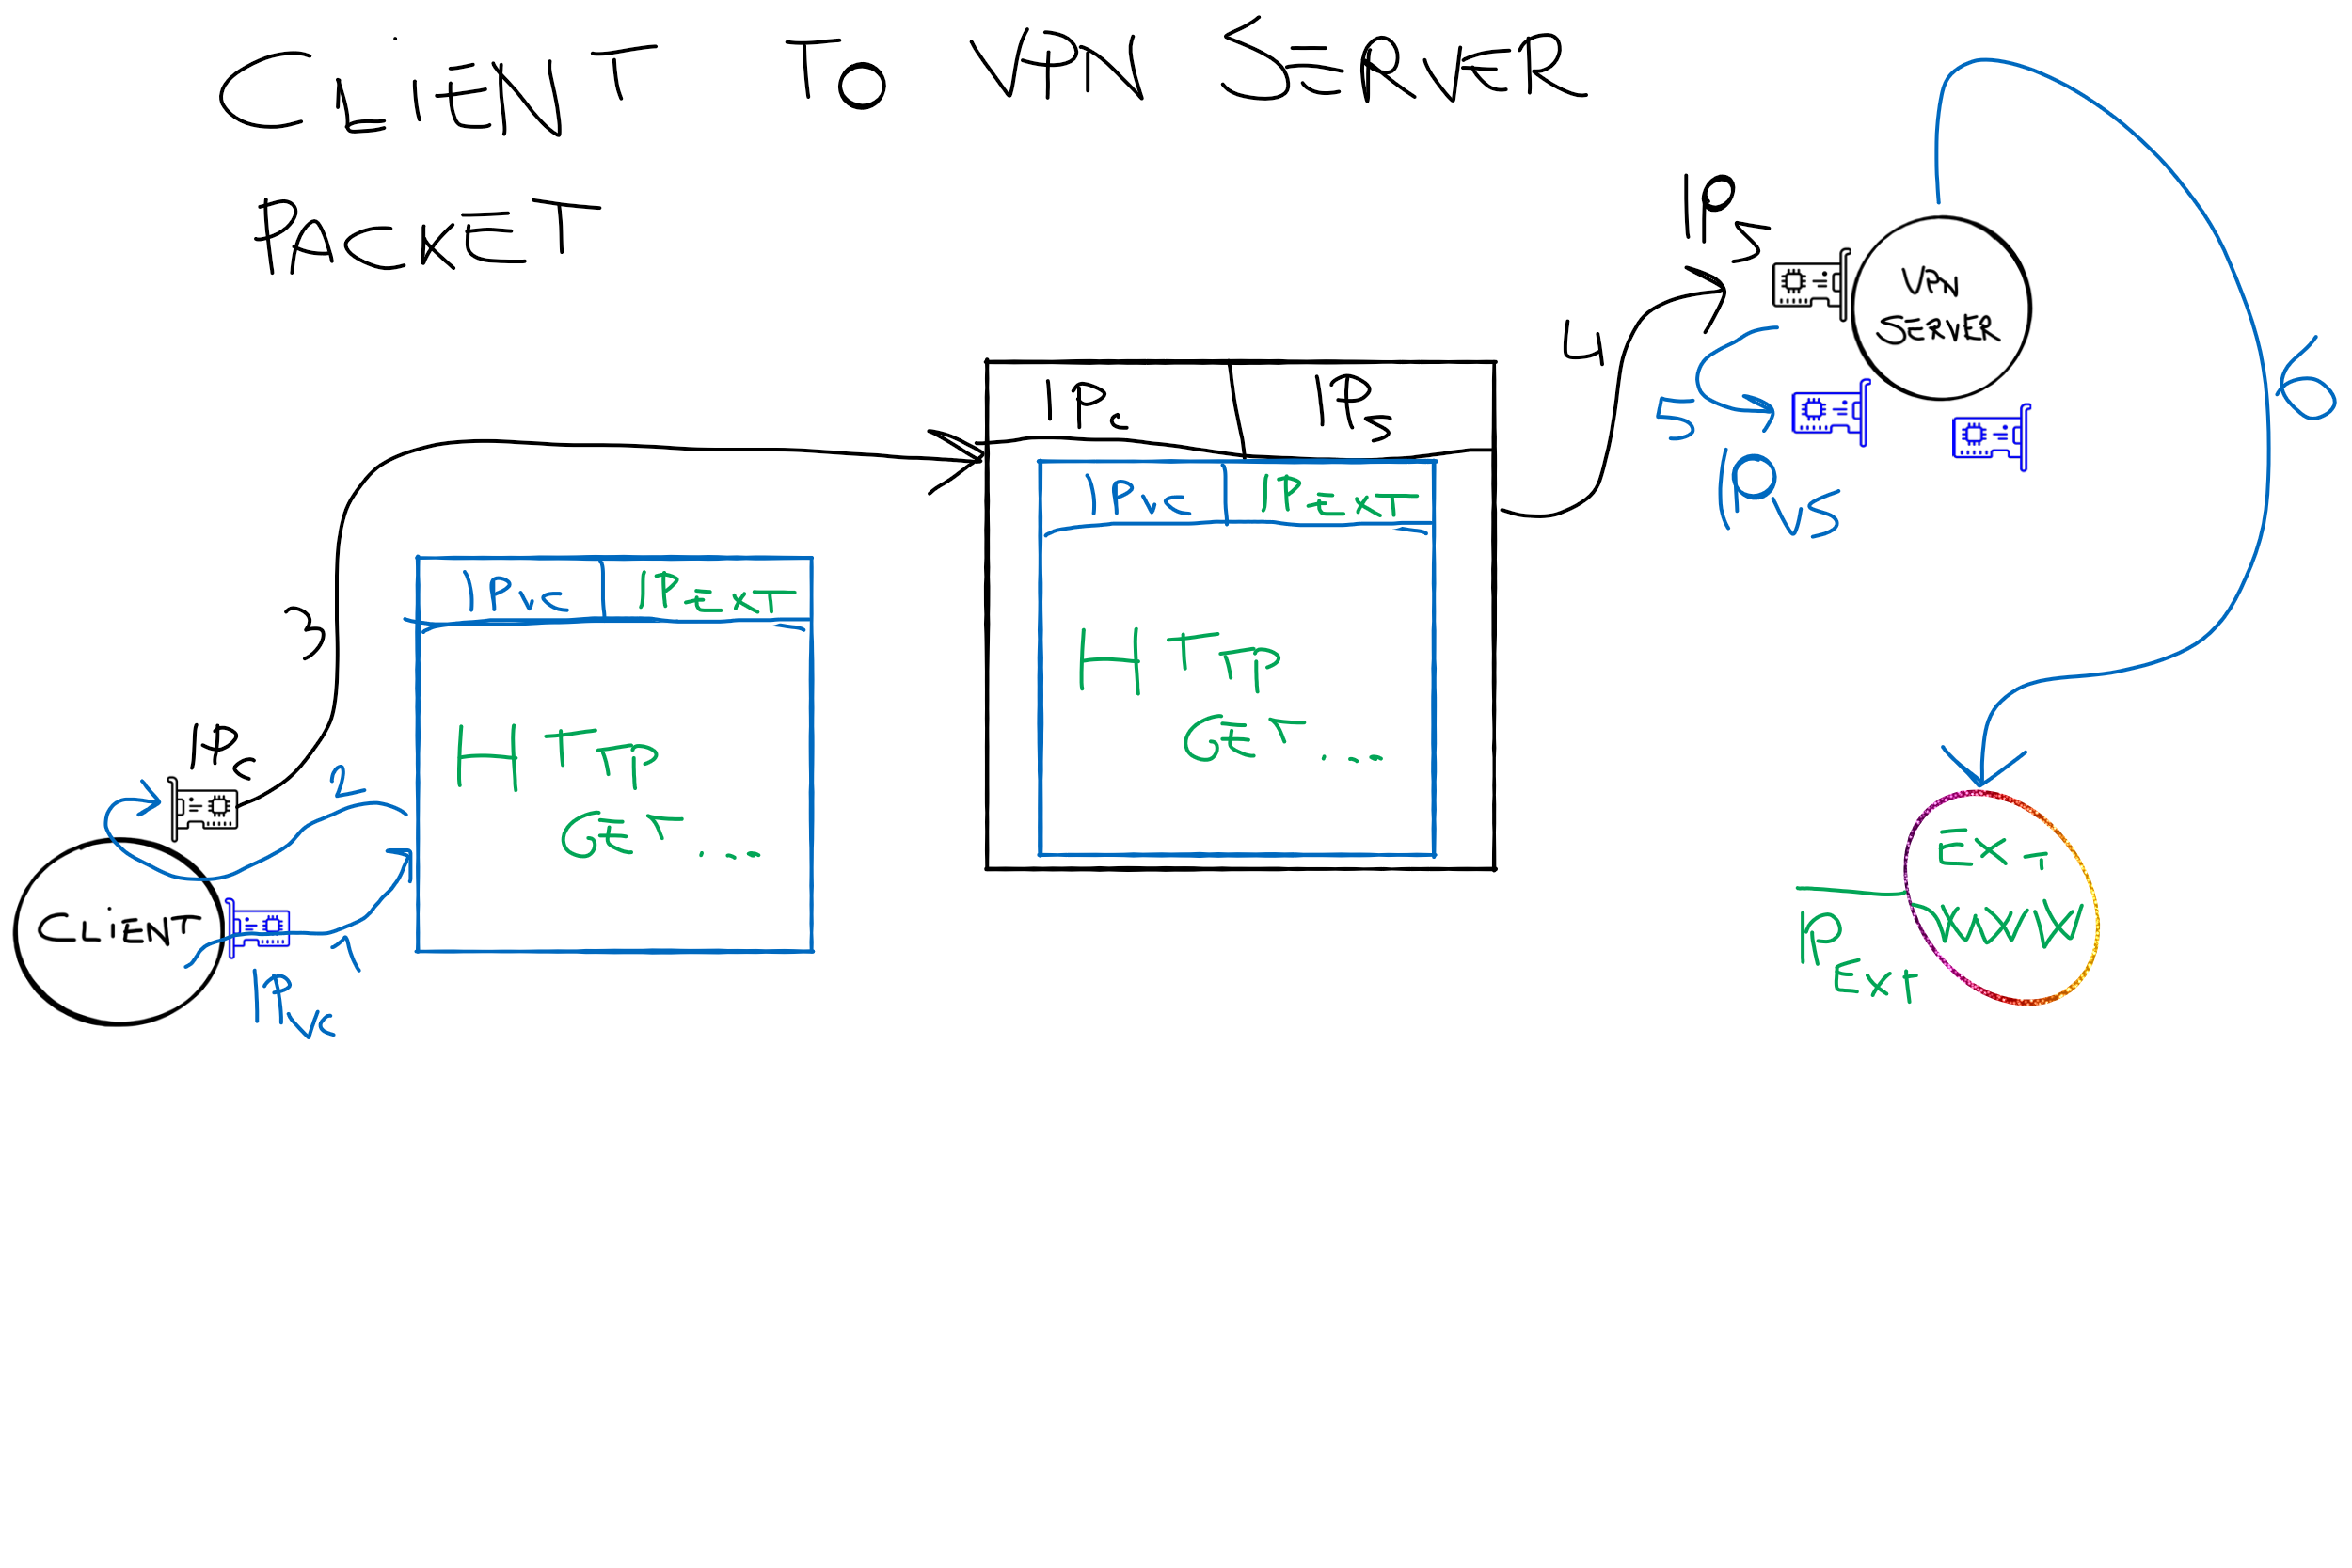 CLiENT TO VPN SERVER
PACKET
IPs
VPN
SERVER
4
6
IPc IPs
5
IPvc IPExT
IPvs
IPvc IPExT
3
HTTP
GET ...
IPc
2
HTTP
GET ....
EXT
WWW
CLiENT
1
IPExt
IPvc